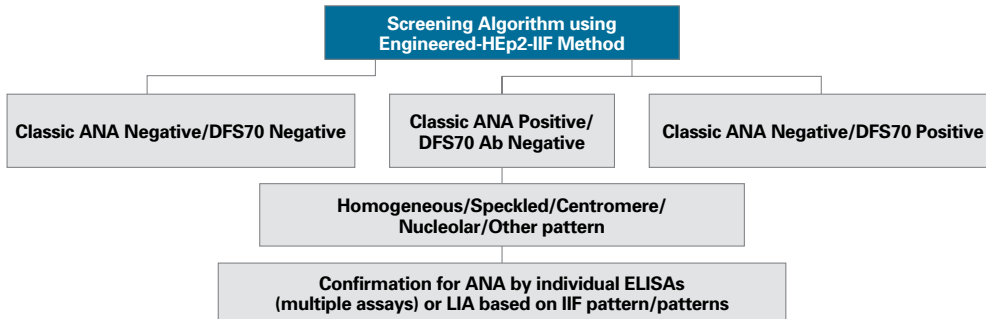 Screening Algorithm using
Engineered-HEp2-IIF Method
Classic ANA Negative/DFS70 Negative
Classic ANA Positive/
DFS70 Ab Negative
Classic ANA Negative/DFS70 Positive
Homogeneous/Speckled/Centromere/
Nucleolar/Other pattern
Confirmation for ANA by individual ELISAs
(multiple assays) or LIA based on IIF pattern/patterns